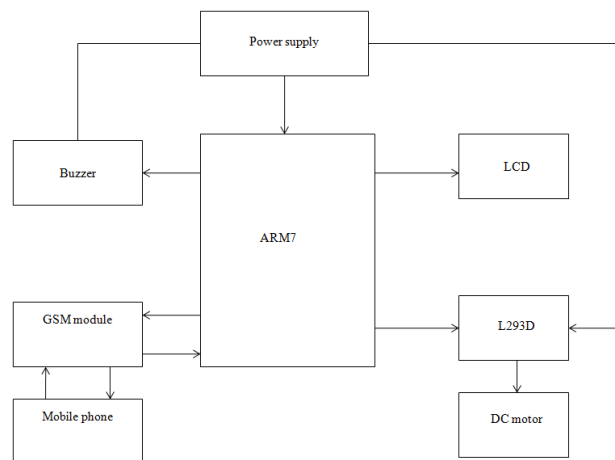 Power supply
Buzzer
LCD
ARM7
GSM module
L293D
Mobile phone
DC motor